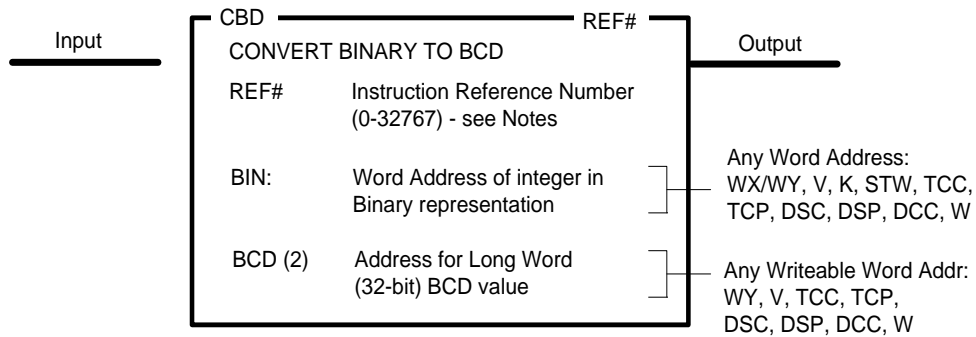 CBD REF#
Input
Output
CONVERT BINARY TO BCD
REF# Instruction Reference Number
(0-32767) - see Notes
BIN: Word Address of integer in
Binary representation
Any Word Address:
WX/WY, V, K, STW, TCC,
TCP, DSC, DSP, DCC, W
BCD (2) Address for Long Word
(32-bit) BCD value
Any Writeable Word Addr:
WY, V, TCC, TCP,
DSC, DSP, DCC, W